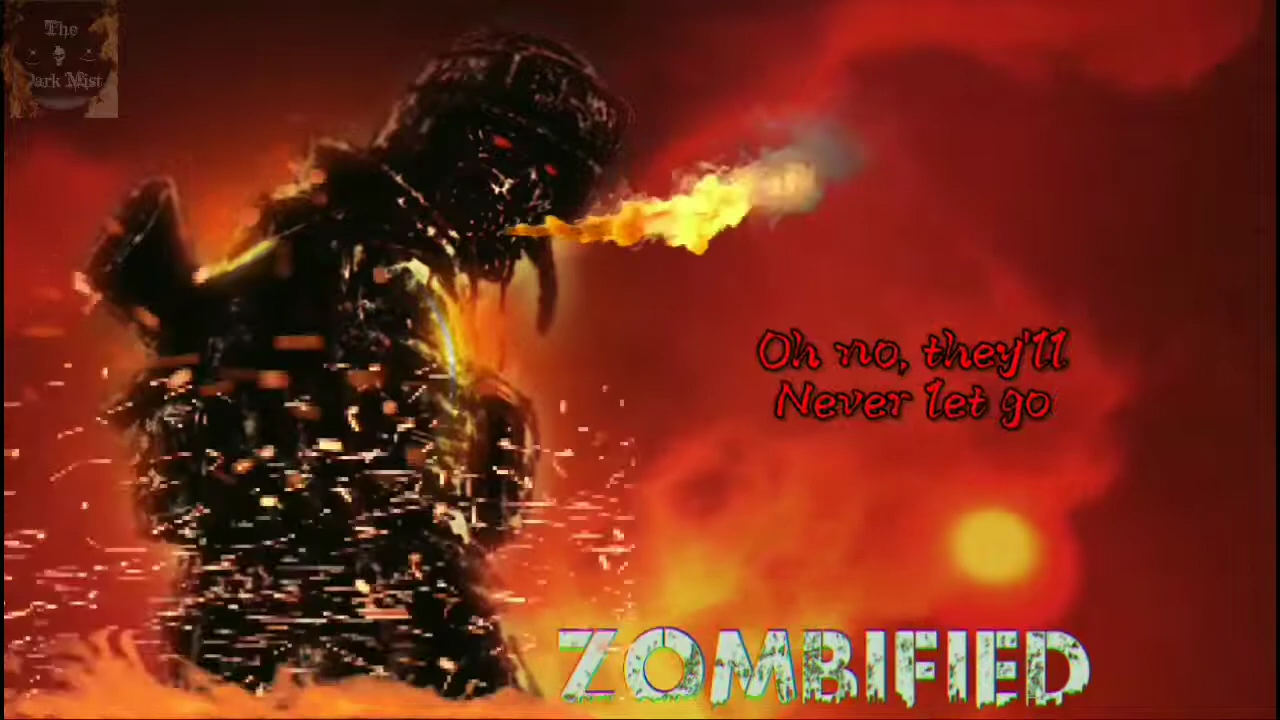 The
Dark Mist
Oh no, they'll
Never let go
ZOMBIFIED